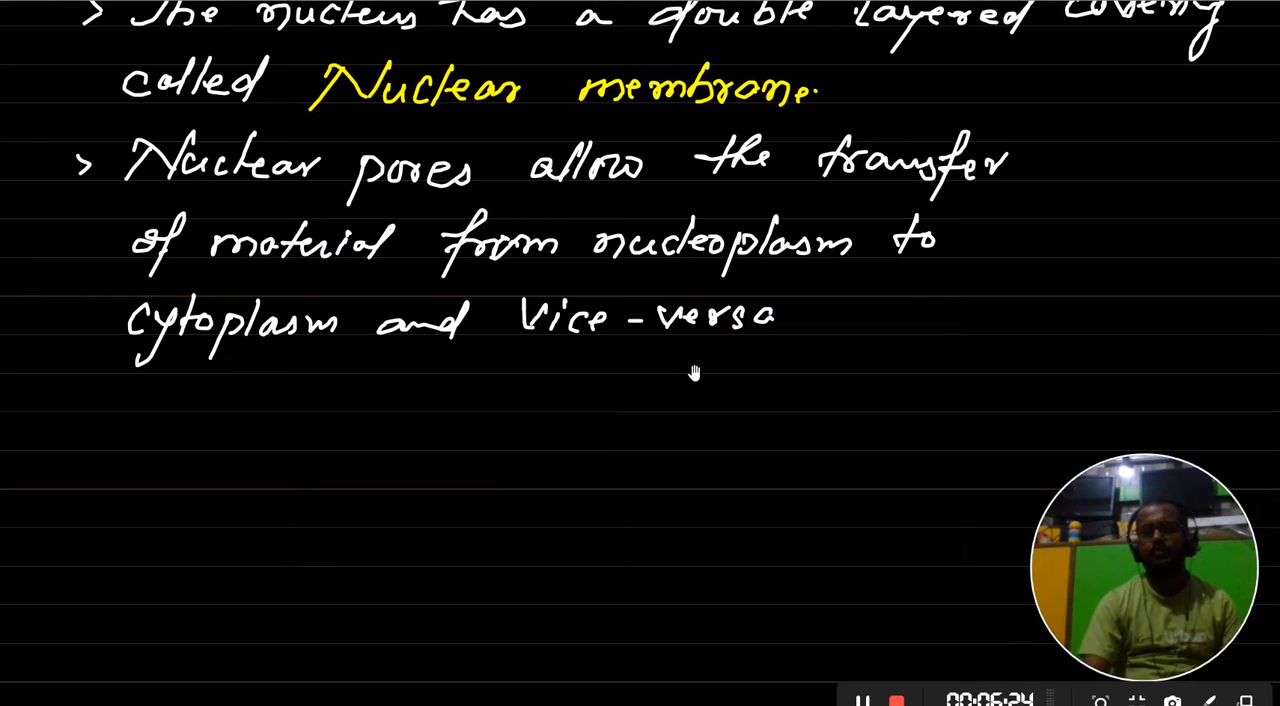 > The nucleus has a double layered covering
called Nuclear membrane.
> Nuclear pores allow the transfer
of material from nucleoplasm to
cytoplasm and Vice-versa
00:06:24